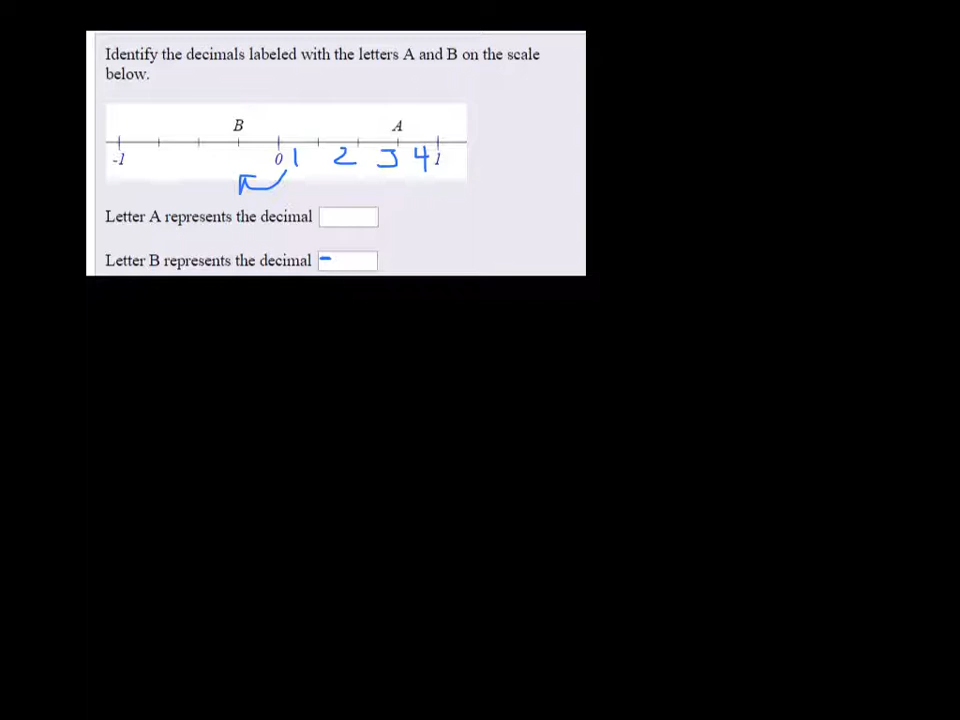 Identify the decimals labeled with the letters A and B on the scale
below.
B A
-1 0 1 2 3 4 1
Letter A represents the decimal
Letter B represents the decimal -